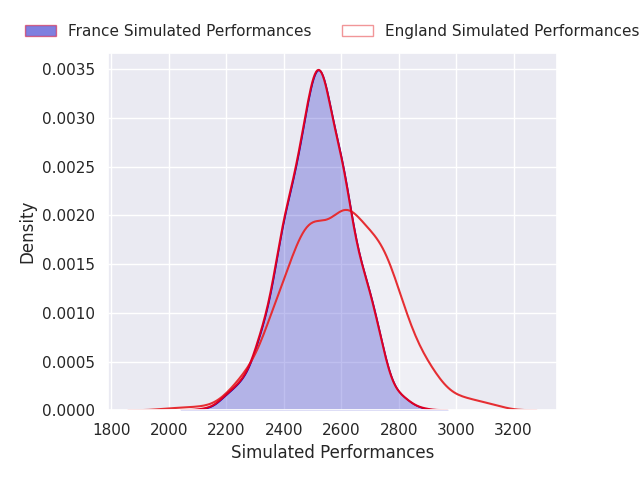 France Simulated Performances England Simulated Performances
0.0035
0.0030
0.0025
0.0020
0.0015
0.0010
0.0005
0.0000
Density
1800 2000 2200 2400 2600 2800 3000 3200
Simulated Performances